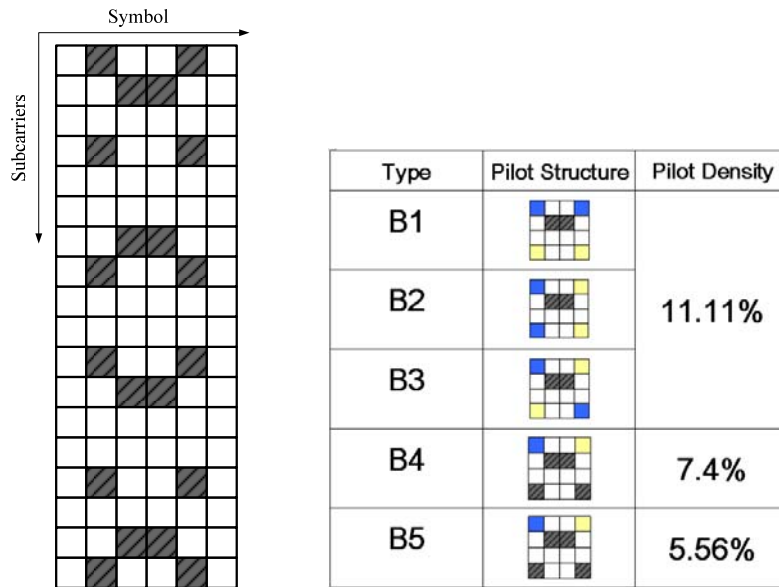 Symbol
Subcarriers
Type Pilot Structure Pilot Density
B1
B2
B3
11.11%
B4
7.4%
B5
5.56%